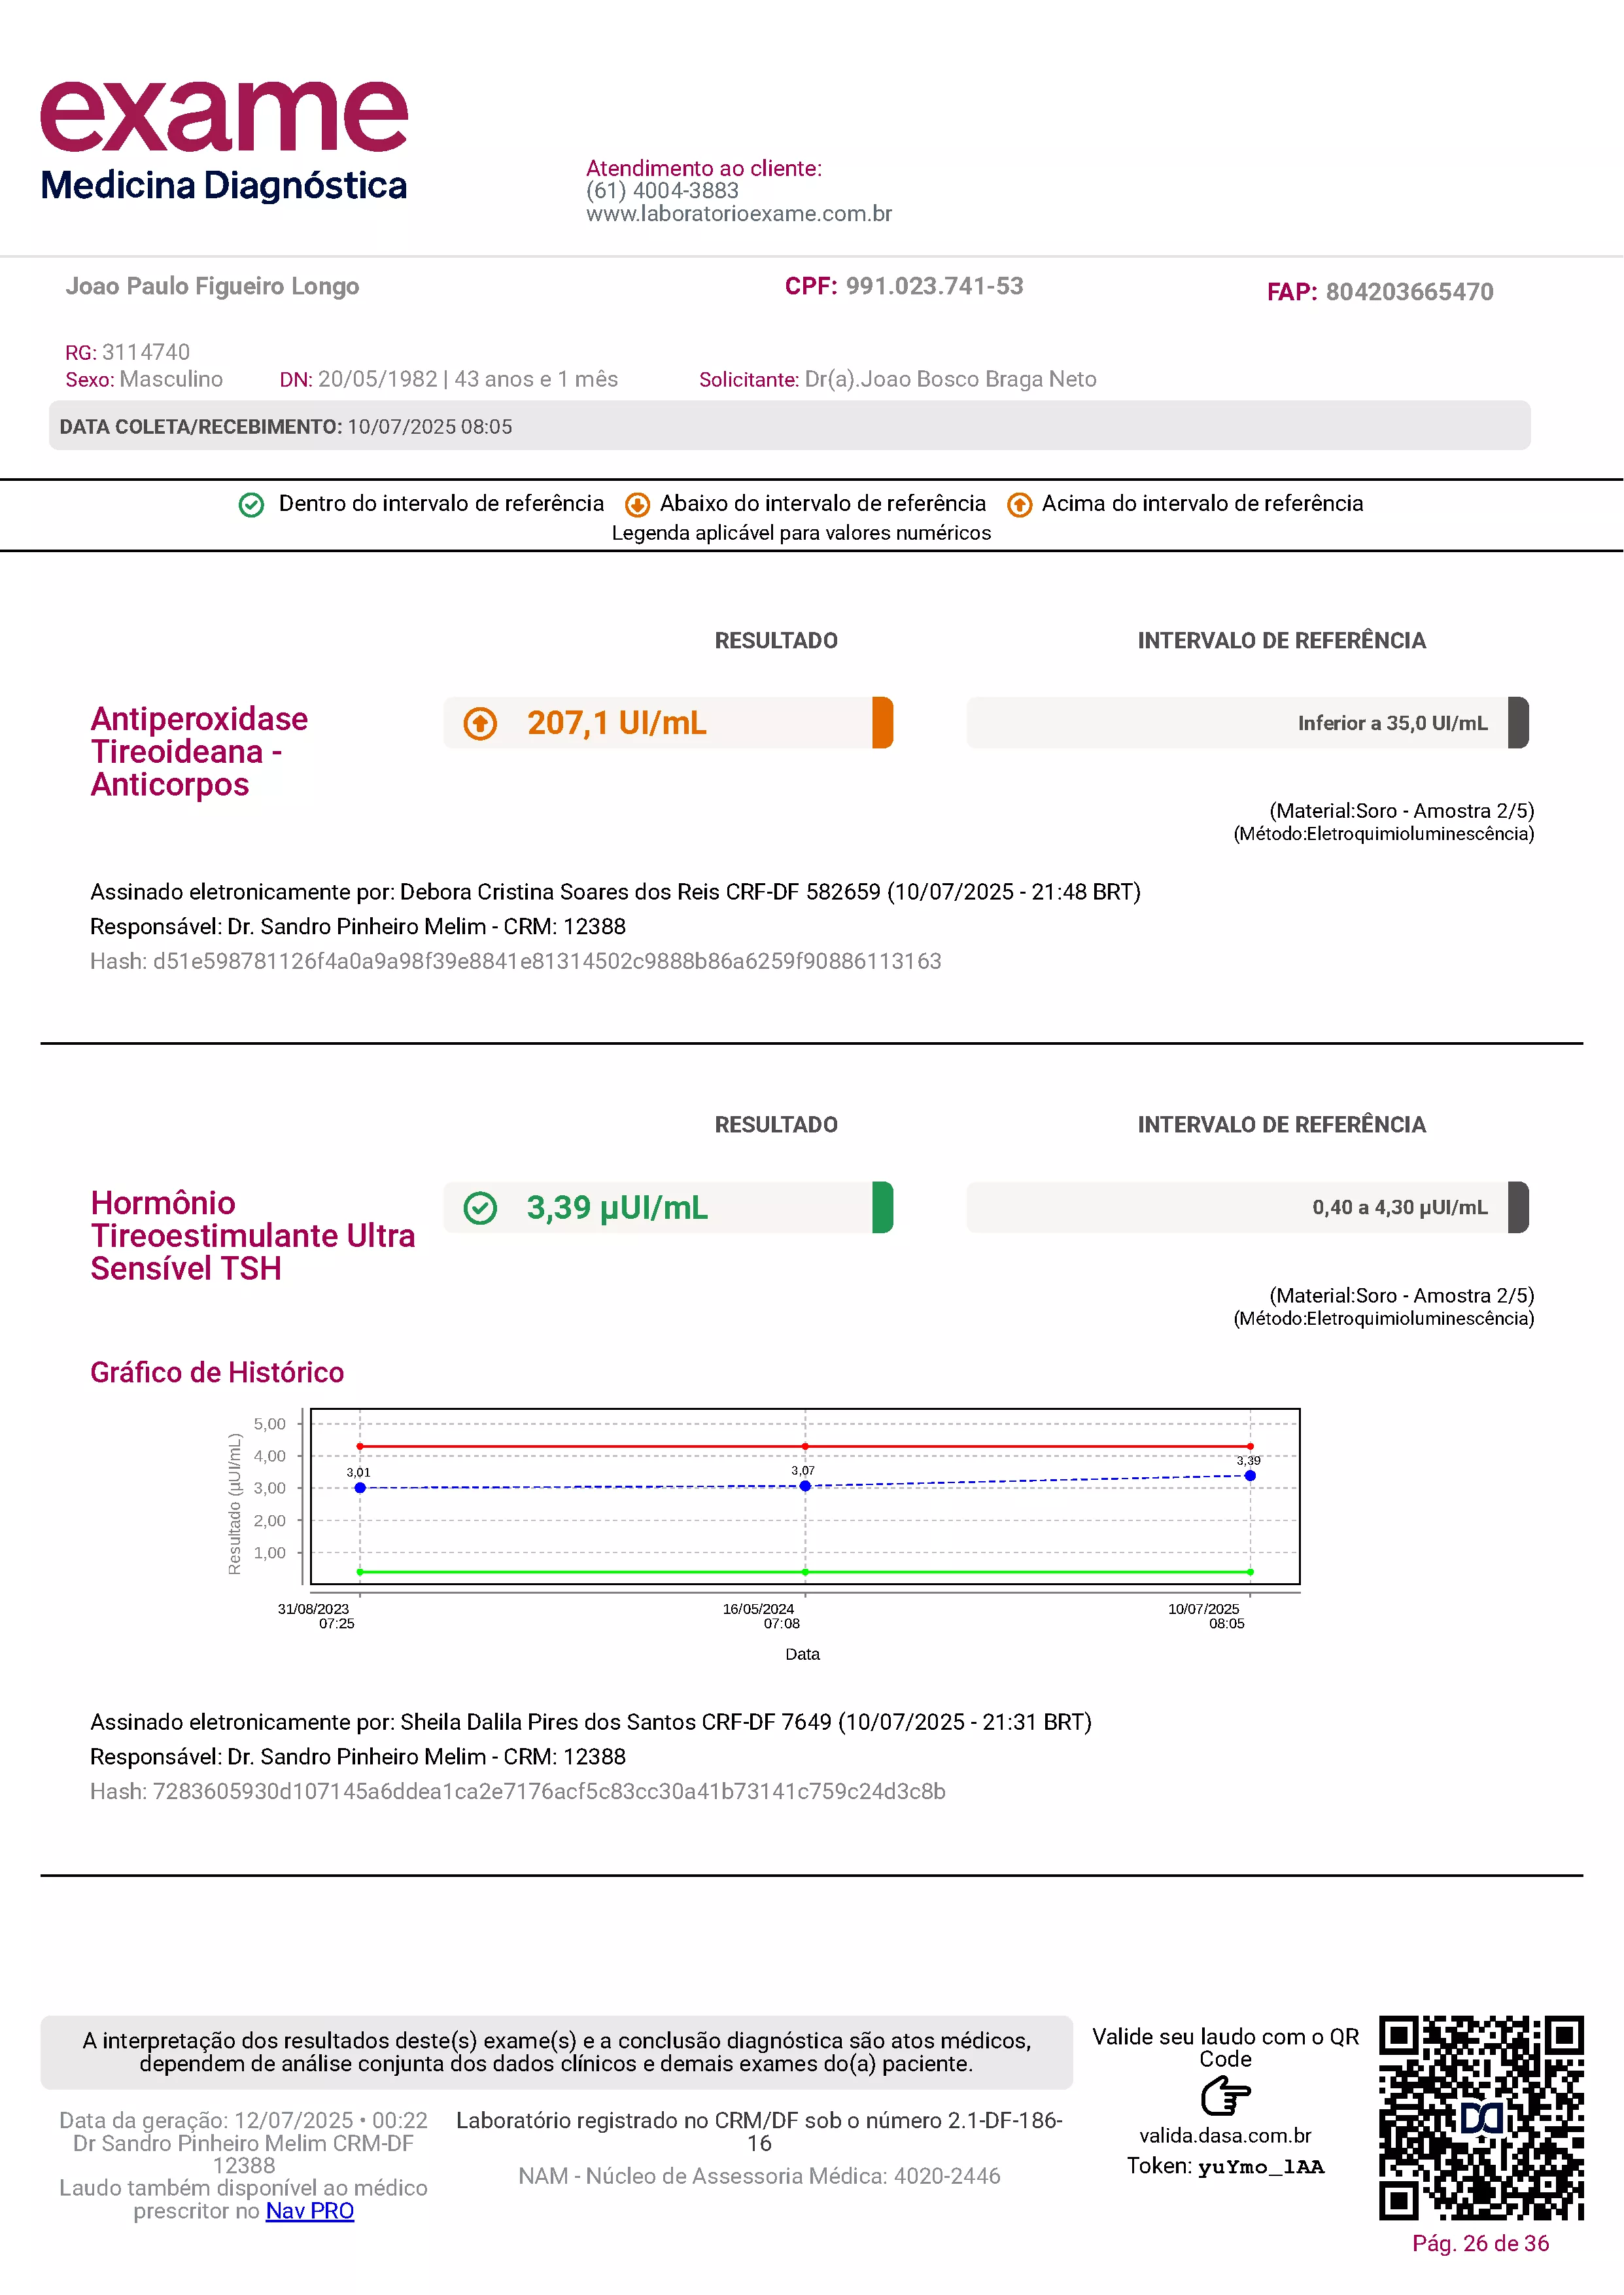 exame
Medicina Diagnóstica
Atendimento ao cliente:
(61) 4004-3883
www.laboratorioexame.com.br
Joao Paulo Figueiro Longo
CPF: 991.023.741-53
FAP: 804203665470
RG: 3114740
Sexo: Masculino DN: 20/05/1982 | 43 anos e 1 mês Solicitante: Dr(a).Joao Bosco Braga Neto
DATA COLETA/RECEBIMENTO: 10/07/2025 08:05
Dentro do intervalo de referência Abaixo do intervalo de referência Acima do intervalo de referência
Legenda aplicável para valores numéricos
RESULTADO INTERVALO DE REFERÊNCIA
Antiperoxidase
Tireoideana -
Anticorpos
207,1 UI/mL
Inferior a 35,0 UI/mL
(Material:Soro - Amostra 2/5)
(Método:Eletroquimioluminescência)
Assinado eletronicamente por: Debora Cristina Soares dos Reis CRF-DF 582659 (10/07/2025 - 21:48 BRT)
Responsável: Dr. Sandro Pinheiro Melim - CRM: 12388
Hash: d51e598781126f4a0a9a98f39e8841e81314502c9888b86a6259f90886113163
RESULTADO INTERVALO DE REFERÊNCIA
Hormônio
Tireoestimulante Ultra
Sensível TSH
3,39 µUI/mL
0,40 a 4,30 µUI/mL
(Material:Soro - Amostra 2/5)
(Método:Eletroquimioluminescência)
Gráfico de Histórico
Resultado (µUI/mL)
5,00
4,00
3,00
2,00
1,00
3,01
3,07
3,39
31/08/2023
07:25
16/05/2024
07:08
10/07/2025
08:05
Data
Assinado eletronicamente por: Sheila Dalila Pires dos Santos CRF-DF 7649 (10/07/2025 - 21:31 BRT)
Responsável: Dr. Sandro Pinheiro Melim - CRM: 12388
Hash: 7283605930d107145a6ddea1ca2e7176acf5c83cc30a41b73141c759c24d3c8b
A interpretação dos resultados deste(s) exame(s) e a conclusão diagnóstica são atos médicos,
dependem de análise conjunta dos dados clínicos e demais exames do(a) paciente.
Data da geração: 12/07/2025 • 00:22
Dr Sandro Pinheiro Melim CRM-DF
12388
Laudo também disponível ao médico
prescritor no Nav PRO
Laboratório registrado no CRM/DF sob o número 2.1-DF-186-
16
NAM - Núcleo de Assessoria Médica: 4020-2446
Valide seu laudo com o QR
Code
valida.dasa.com.br
Token: yuYmo_lAA
Pág. 26 de 36